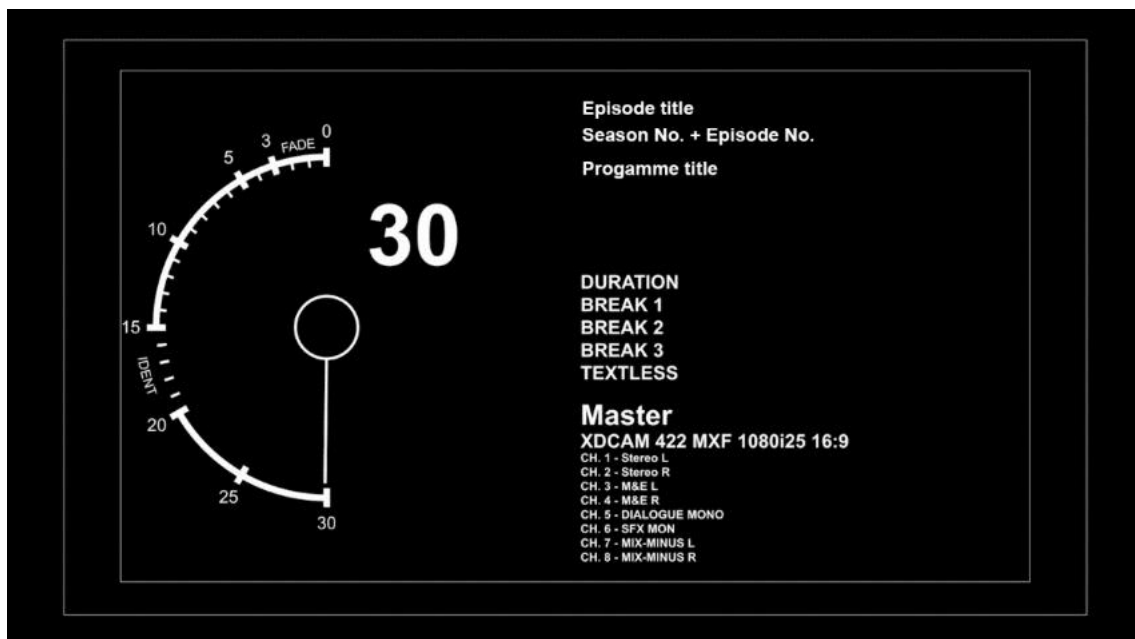 0
3
FADE
5
10
15
IDENT
20
25
30
30
Episode title
Season No. + Episode No.
Progamme title
DURATION
BREAK 1
BREAK 2
BREAK 3
TEXTLESS
Master
XDCAM 422 MXF 1080i25 16:9
CH. 1 - Stereo L
CH. 2 - Stereo R
CH. 3 - M&E L
CH. 4 - M&E R
CH. 5 - DIALOGUE MONO
CH. 6 - SFX MON
CH. 7 - MIX-MINUS L
CH. 8 - MIX-MINUS R